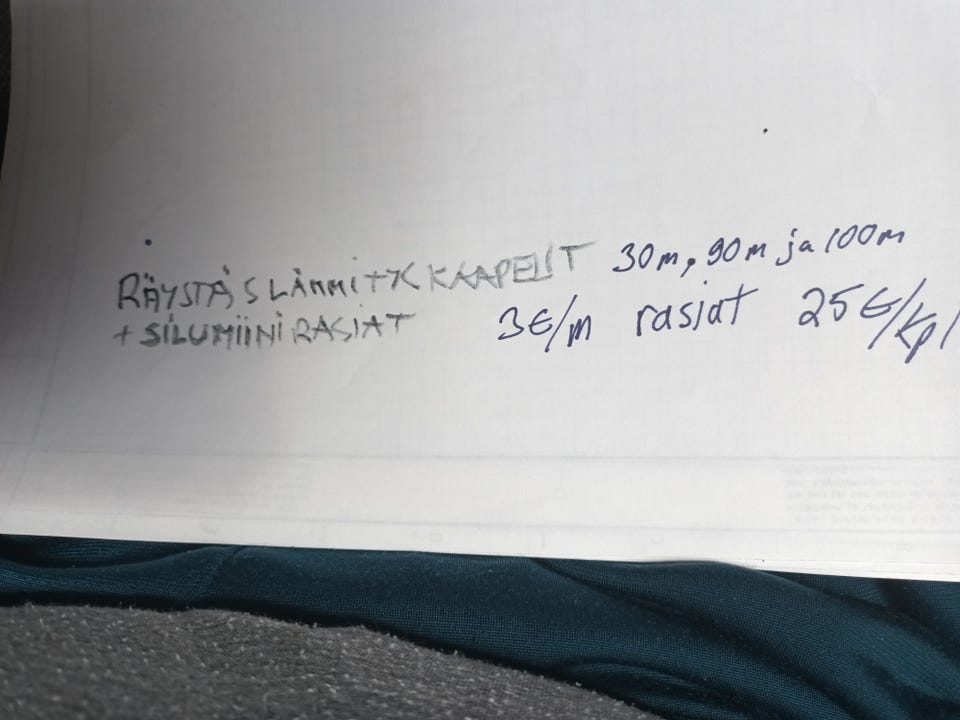 RÄYSTÄS LÄMMITYS KAAPELIT 30m, 90m ja 100m
+ SILUMIINI RASIAT 3€/m rasiat 25€/kpl